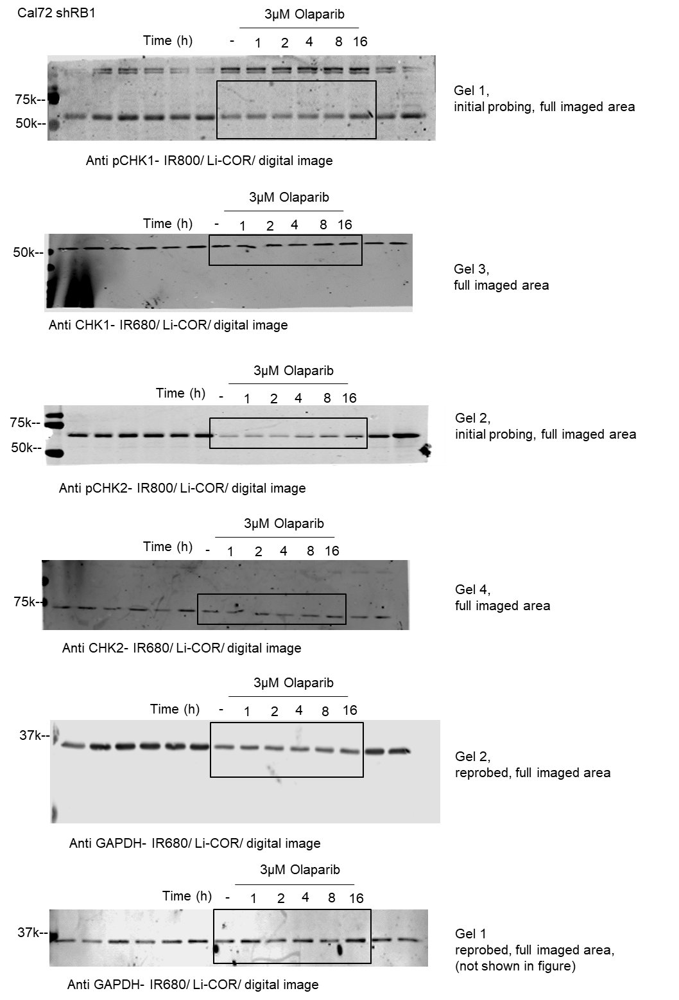 Cal72 shRB1
3µM Olaparib
Time (h) - 1 2 4 8 16
75k--
50k--
Gel 1,
initial probing, full imaged area
Anti pCHK1- IR800/ Li-COR/ digital image
3µM Olaparib
Time (h) - 1 2 4 8 16
50k--
Gel 3,
full imaged area
Anti CHK1- IR680/ Li-COR/ digital image
3µM Olaparib
Time (h) - 1 2 4 8 16
75k--
50k--
Gel 2,
initial probing, full imaged area
Anti pCHK2- IR800/ Li-COR/ digital image
3µM Olaparib
Time (h) - 1 2 4 8 16
75k--
Gel 4,
full imaged area
Anti CHK2- IR680/ Li-COR/ digital image
3µM Olaparib
Time (h) - 1 2 4 8 16
37k--
Gel 2,
reprobed, full imaged area
Anti GAPDH- IR680/ Li-COR/ digital image
3µM Olaparib
Time (h) - 1 2 4 8 16
37k--
Gel 1
reprobed, full imaged area,
(not shown in figure)
Anti GAPDH- IR680/ Li-COR/ digital image